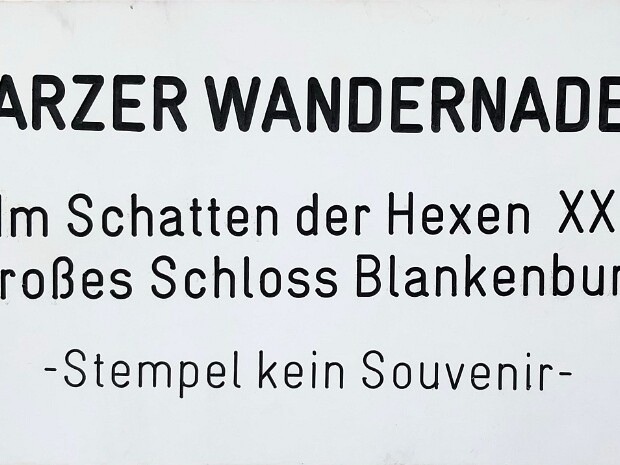 ARZER WANDERNADE
Im Schatten der Hexen XX
roßes Schloss Blankenbur
-Stempel kein Souvenir-